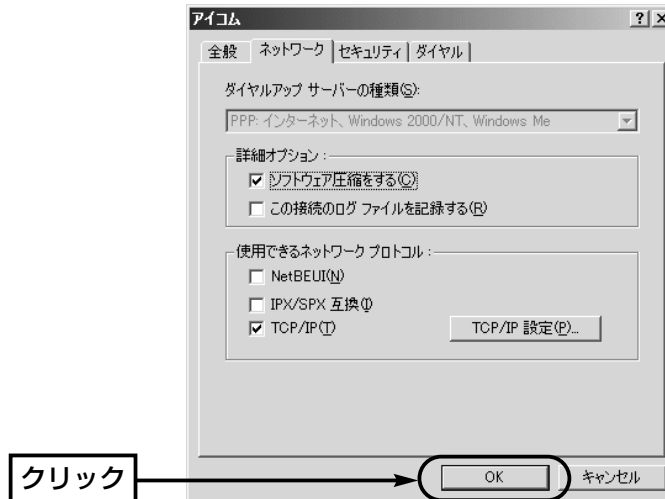 アイコム
全般 ネットワーク セキュリティ ダイヤル
ダイヤルアップ サーバーの種類(S):
PPP: インターネット、Windows 2000/NT、Windows Me
詳細オプション :
ソフトウェア圧縮をする(C)
この接続のログ ファイルを記録する(R)
使用できるネットワーク プロトコル :
NetBEUI(N)
IPX/SPX 互換(I)
TCP/IP(T) TCP/IP 設定(P)...
クリック OK キャンセル